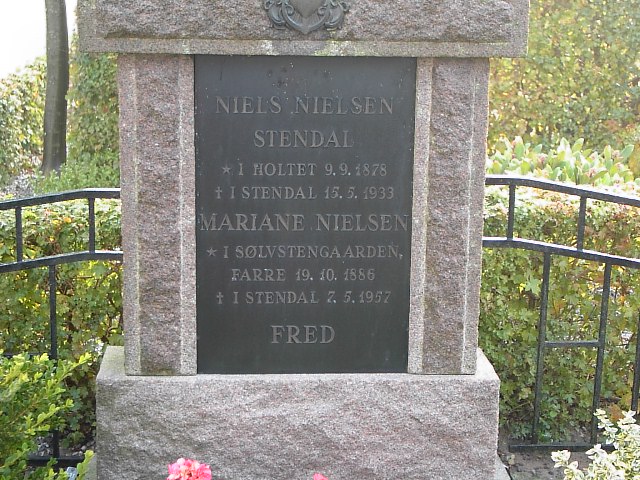 NIELS NIELSEN
STENDAL
* I HOLTET 9.9.1878
† I STENDAL 15.5.1933
MARIANE NIELSEN
* I SØLVSTENGAARDEN,
FARRE 19.10.1886
† I STENDAL 7.5.1957
FRED